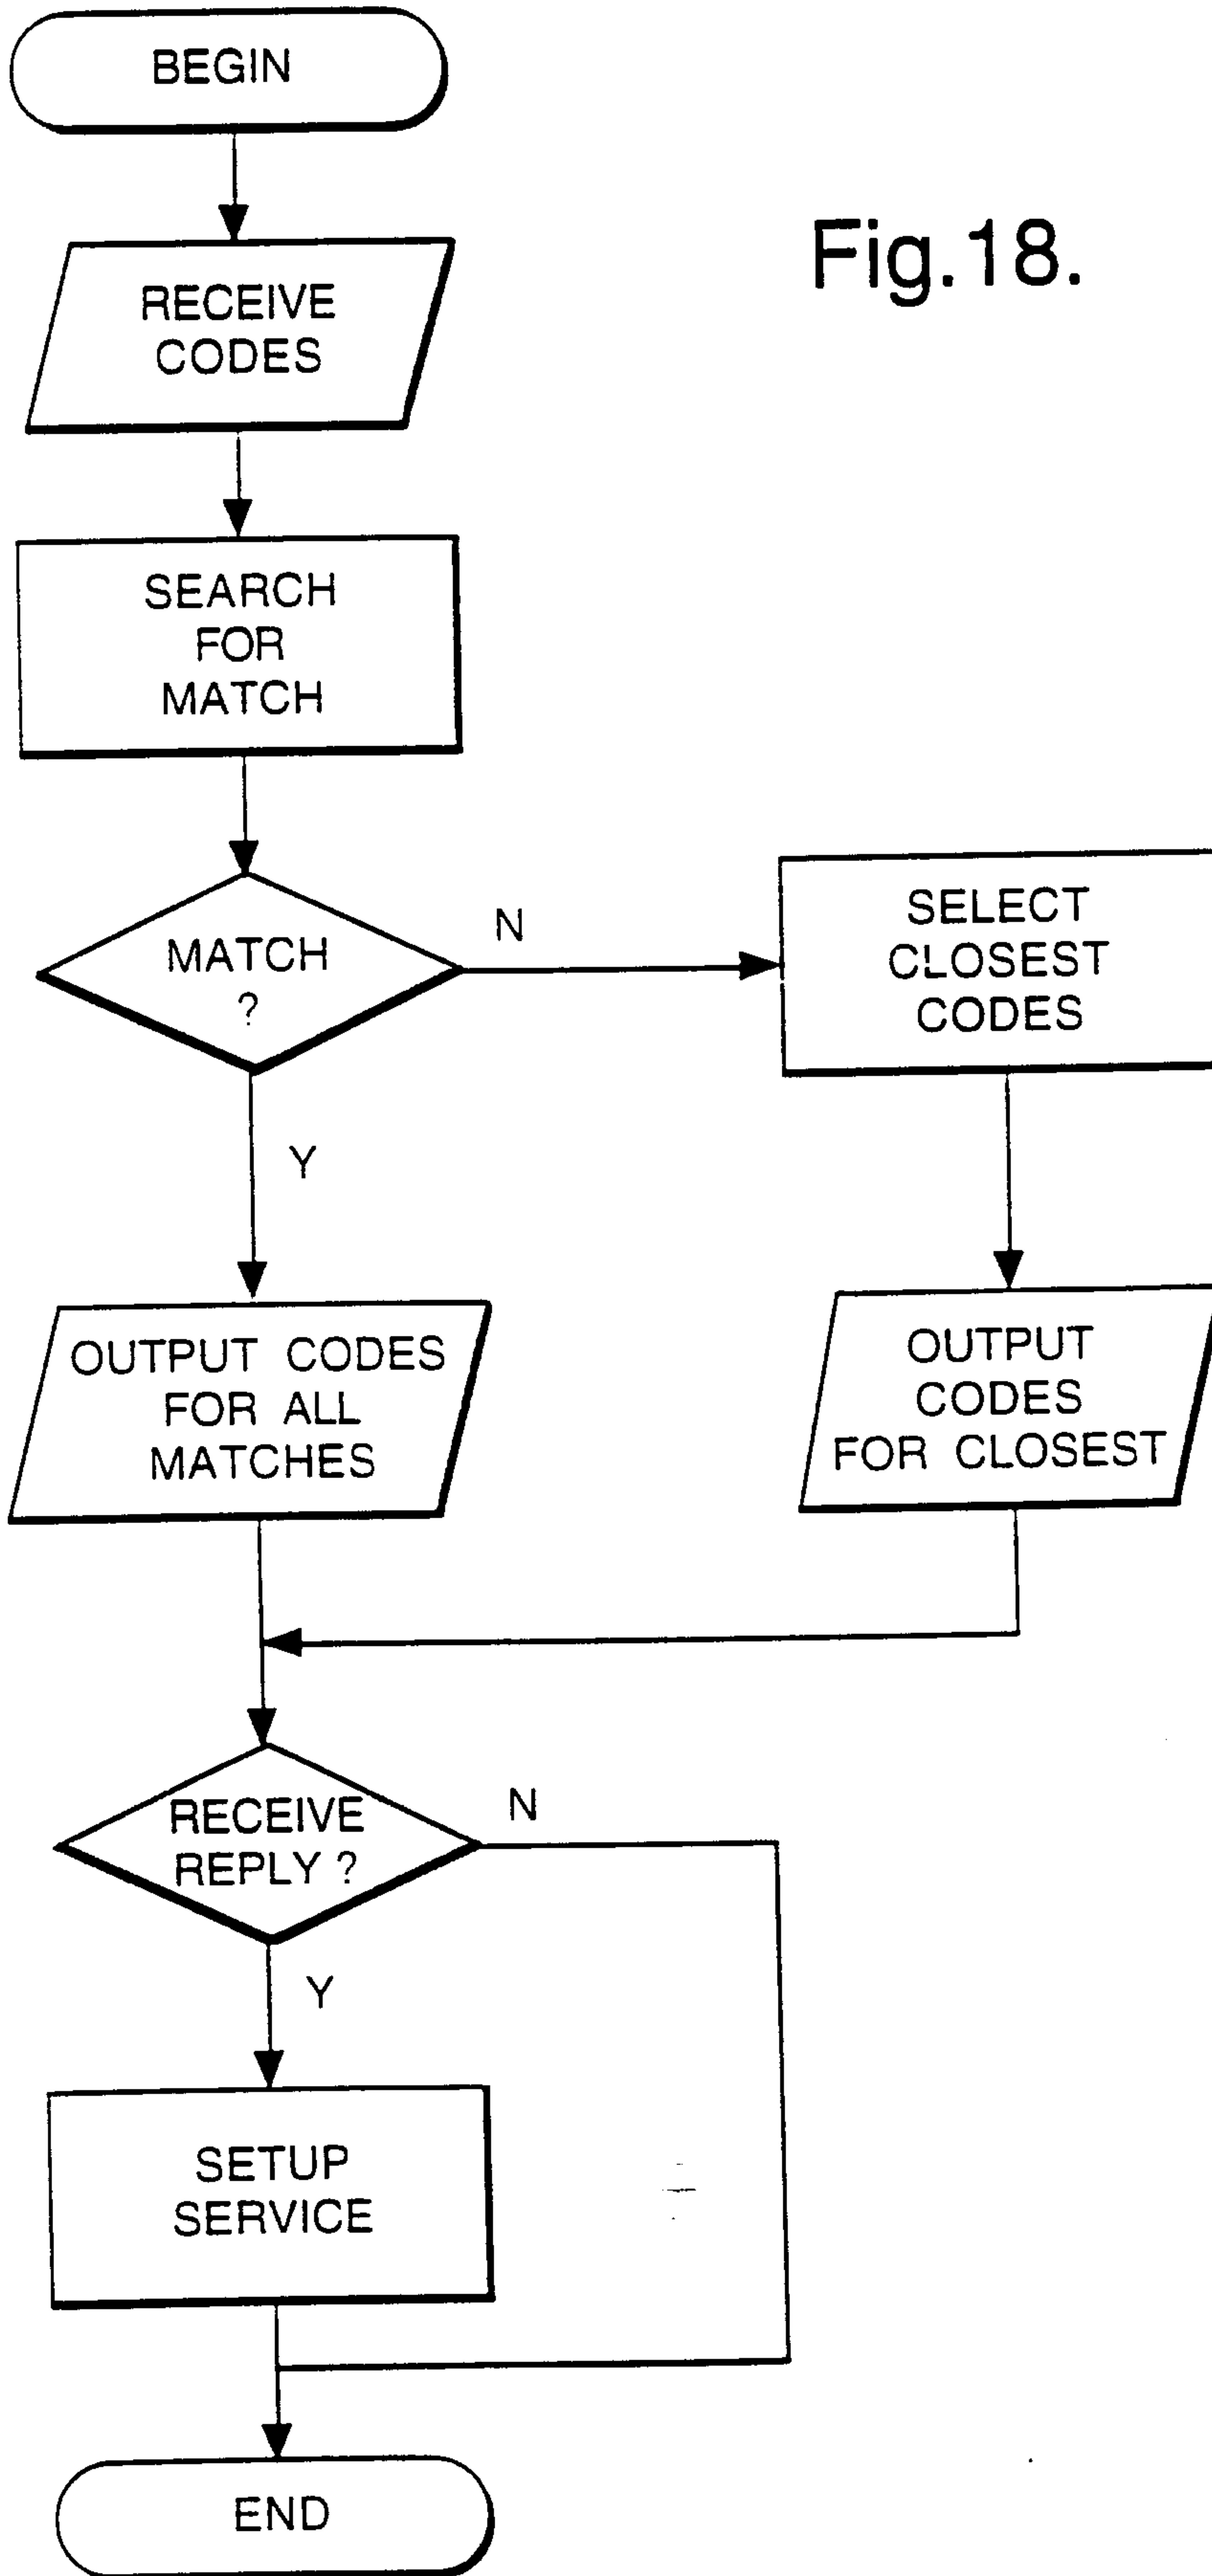 BEGIN
Fig.18.
RECEIVE
CODES
SEARCH
FOR
MATCH
MATCH
?
N
SELECT
CLOSEST
CODES
Y
OUTPUT CODES
FOR ALL
MATCHES
OUTPUT
CODES
FOR CLOSEST
RECEIVE
REPLY ?
N
Y
SETUP
SERVICE
END